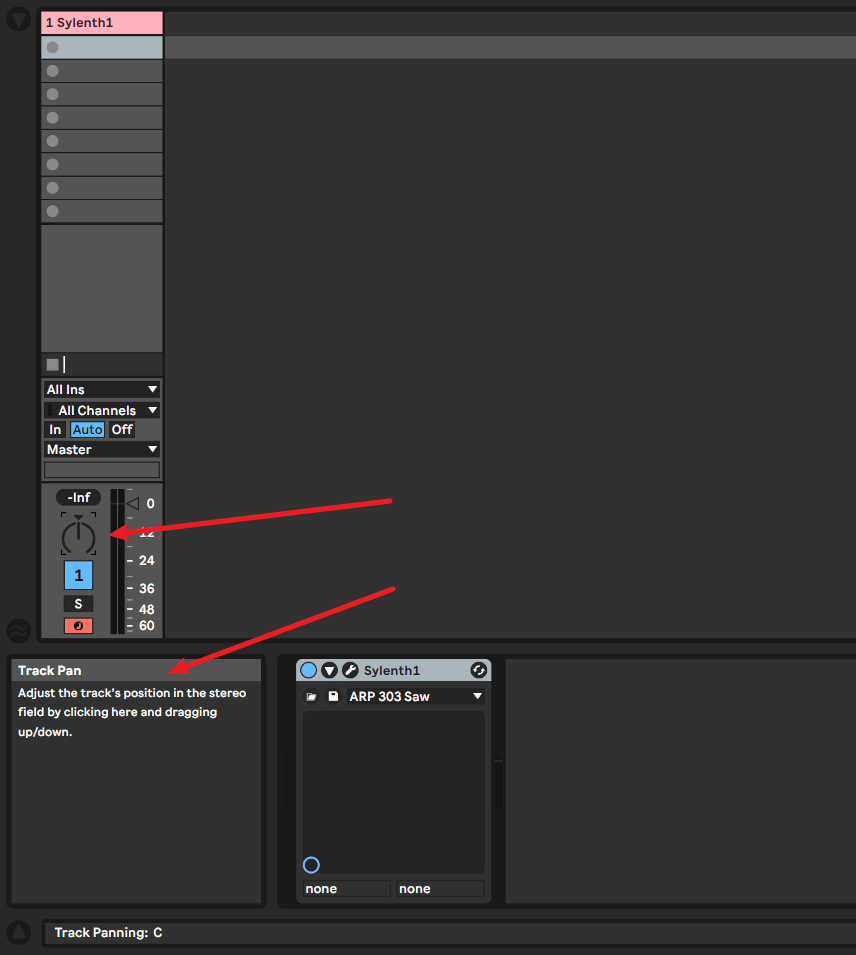 1 Sylenth1
All Ins
All Channels
In Auto Off
Master
-Inf
0
12
24
1
36
S
48
60
Track Pan
Adjust the track's position in the stereo
field by clicking here and dragging
up/down.
Sylenth1
ARP 303 Saw
none none
Track Panning: C